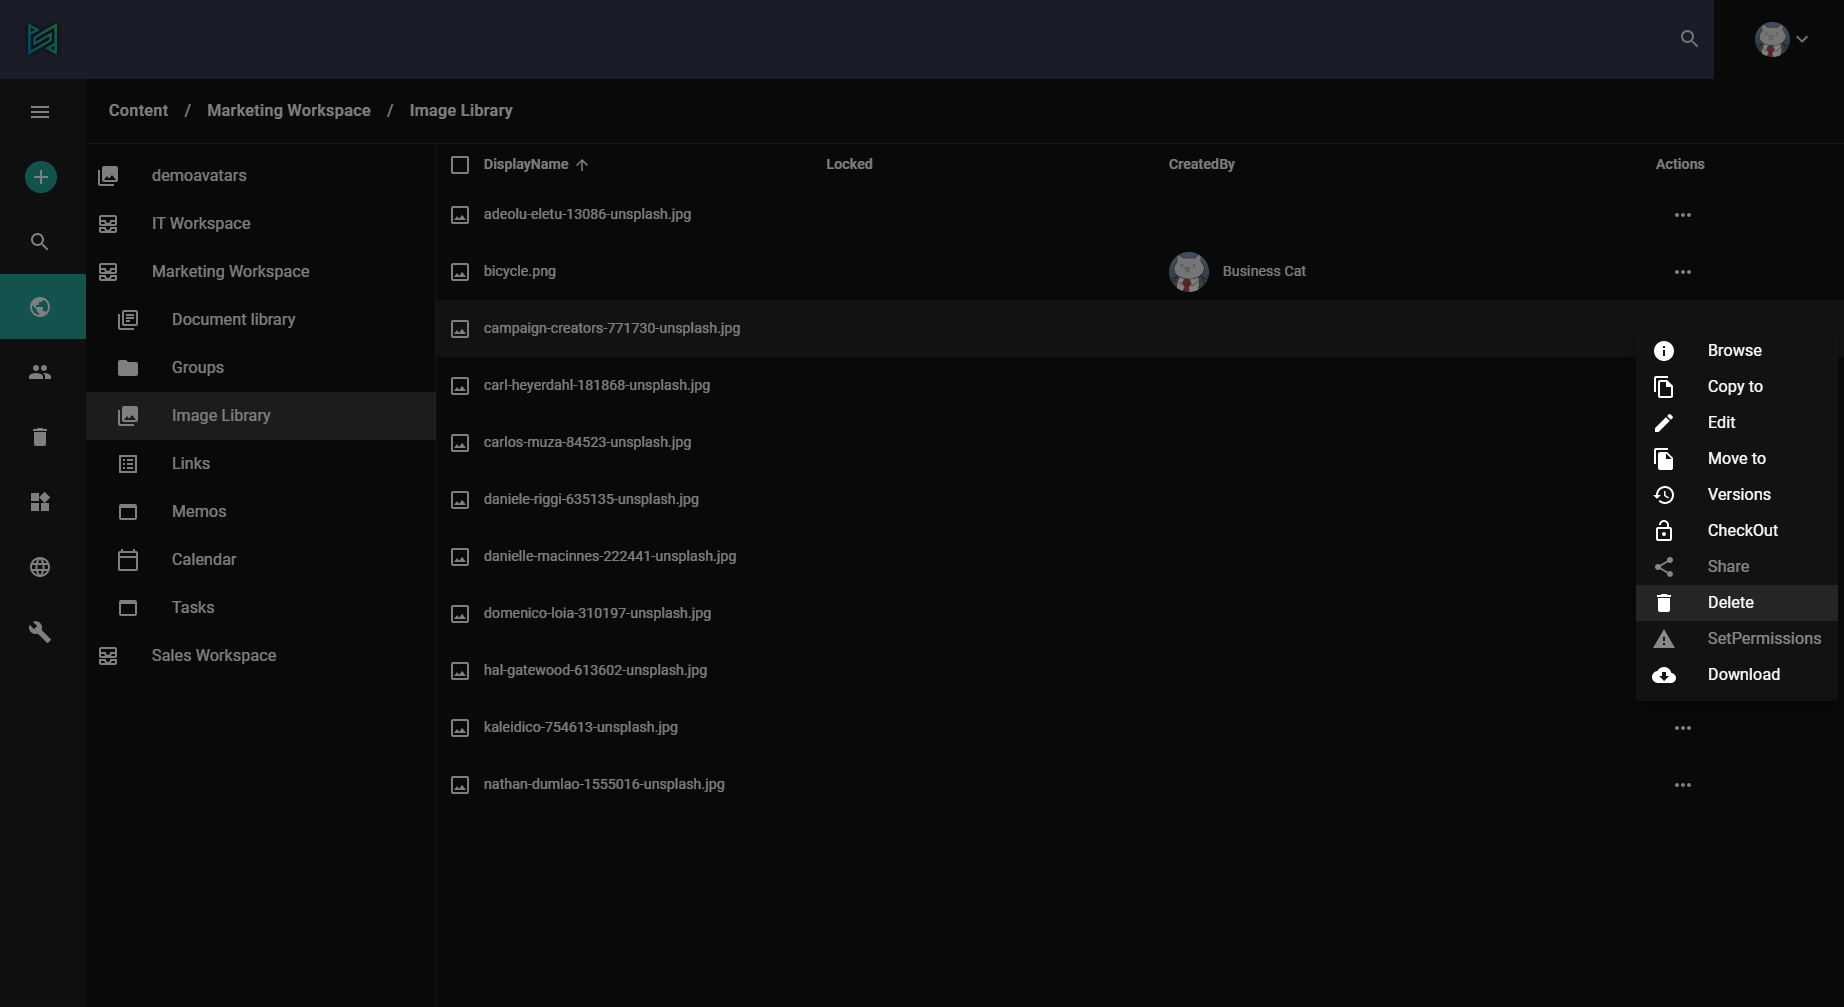 Content / Marketing Workspace / Image Library
demoavatars
IT Workspace
Marketing Workspace
Document library
Groups
Image Library
Links
Memos
Calendar
Tasks
Sales Workspace
DisplayName Locked CreatedBy Actions
adeolu-eletu-13086-unsplash.jpg
bicycle.png Business Cat
campaign-creators-771730-unsplash.jpg
carl-heyerdahl-181868-unsplash.jpg
carlos-muza-84523-unsplash.jpg
daniele-riggi-635135-unsplash.jpg
danielle-macinnes-222441-unsplash.jpg
domenico-loia-310197-unsplash.jpg
hal-gatewood-613602-unsplash.jpg
kaleidico-754613-unsplash.jpg
nathan-dumlao-1555016-unsplash.jpg
Browse
Copy to
Edit
Move to
Versions
CheckOut
Share
Delete
SetPermissions
Download